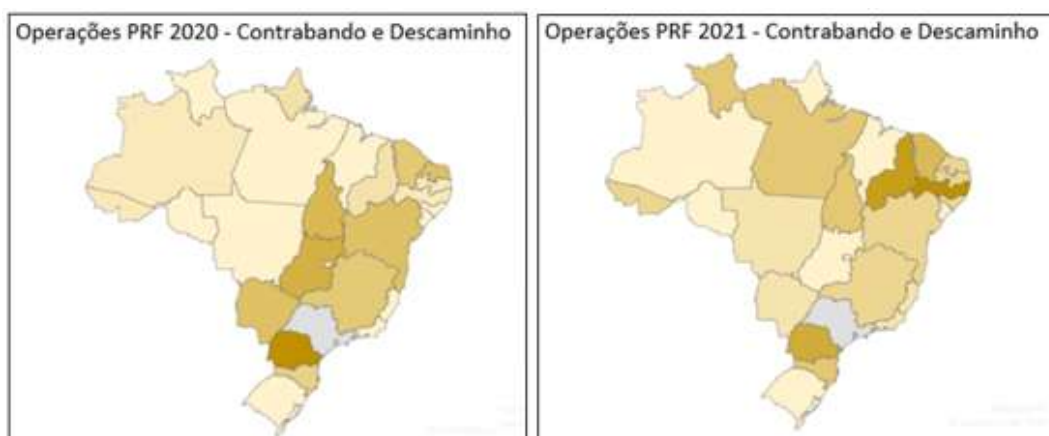 Operações PRF 2020 - Contrabando e Descaminho
Operações PRF 2021 - Contrabando e Descaminho